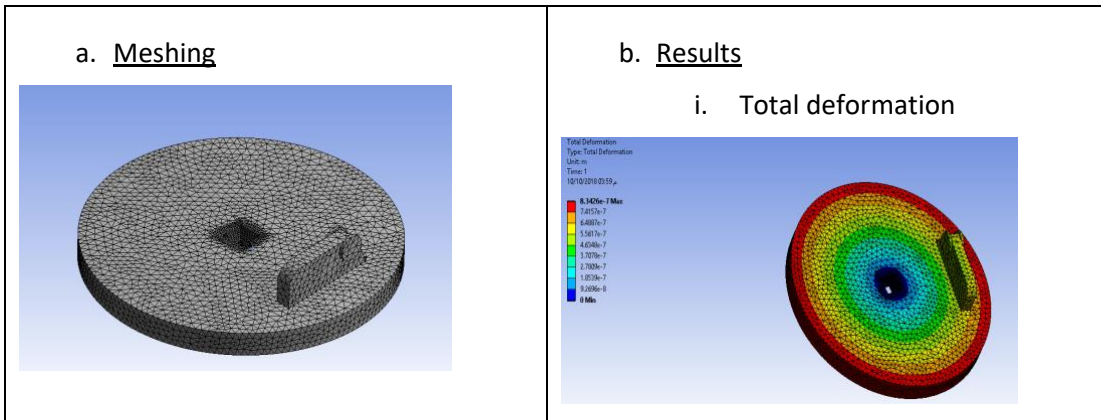 a. Meshing
b. Results
i. Total deformation
Total Deformation
Type: Total Deformation
Unit: m
Time: 1
10/10/2018 03:59 م
8.3426e-7 Max
7.4157e-7
6.4887e-7
5.5617e-7
4.6348e-7
3.7078e-7
2.7809e-7
1.8539e-7
9.2696e-8
0 Min